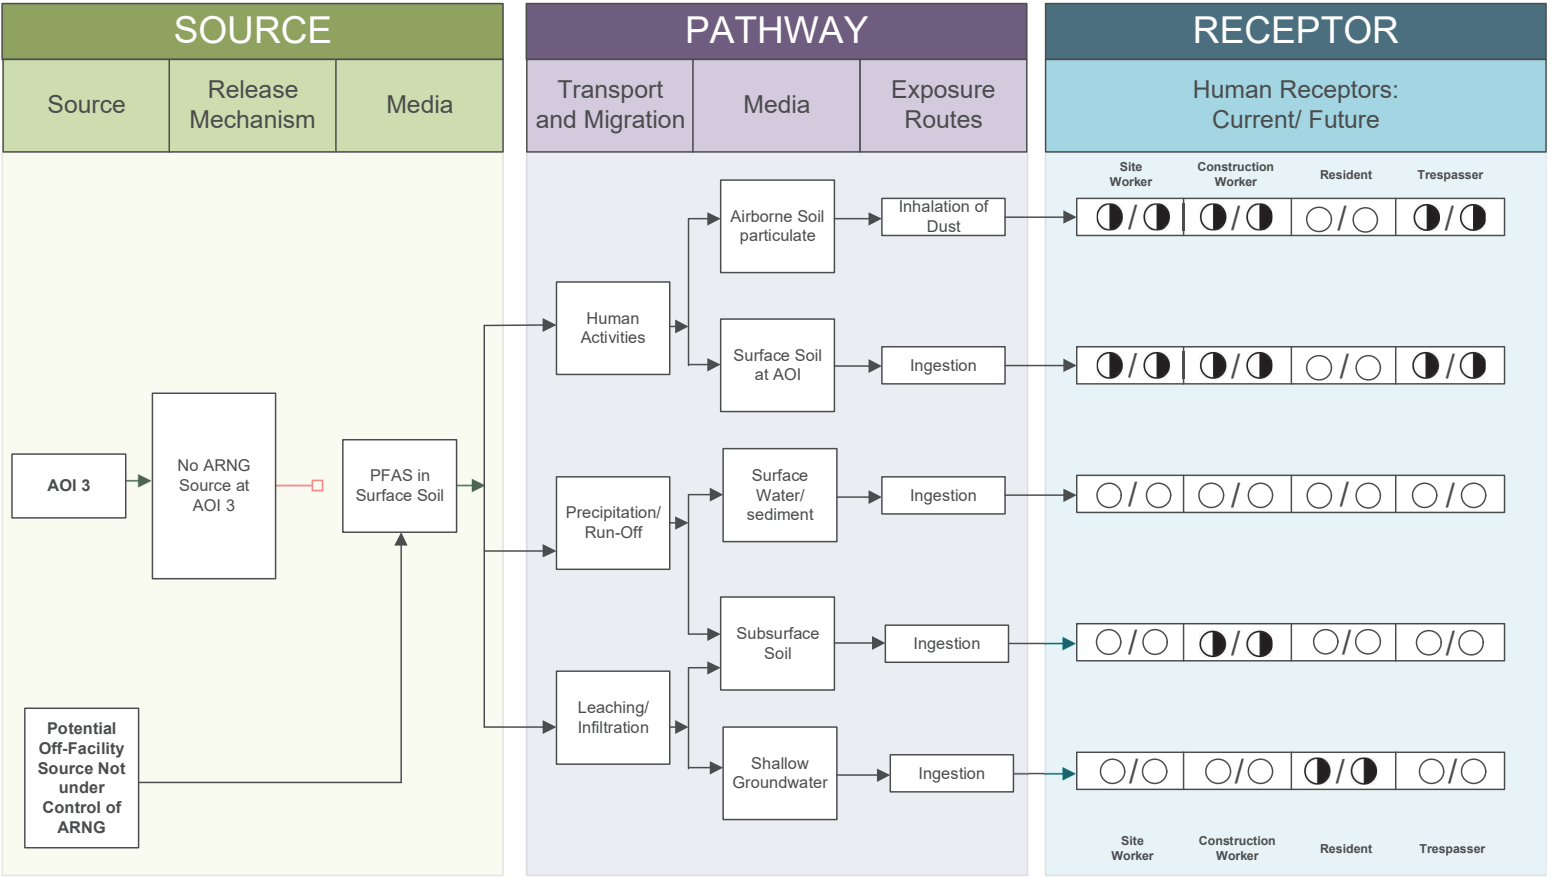 SOURCE
PATHWAY
RECEPTOR
Source
Release
Mechanism
Media
Transport
and Migration
Media
Exposure
Routes
Human Receptors:
Current/ Future
Site
Worker
Construction
Worker
Resident
Trespasser
Airborne Soil
particulate
Inhalation of
Dust
/ / / /
Human
Activities
Surface Soil
at AOI
Ingestion
/ / / /
AOI 3
No ARNG
Source at
AOI 3
PFAS in
Surface Soil
Precipitation/
Run-Off
Surface
Water/
sediment
Ingestion
/ / / /
Subsurface
Soil
Ingestion
/ / / /
Leaching/
Infiltration
Shallow
Groundwater
Ingestion
/ / / /
Potential
Off-Facility
Source Not
under
Control of
ARNG
Site
Worker
Construction
Worker
Resident
Trespasser